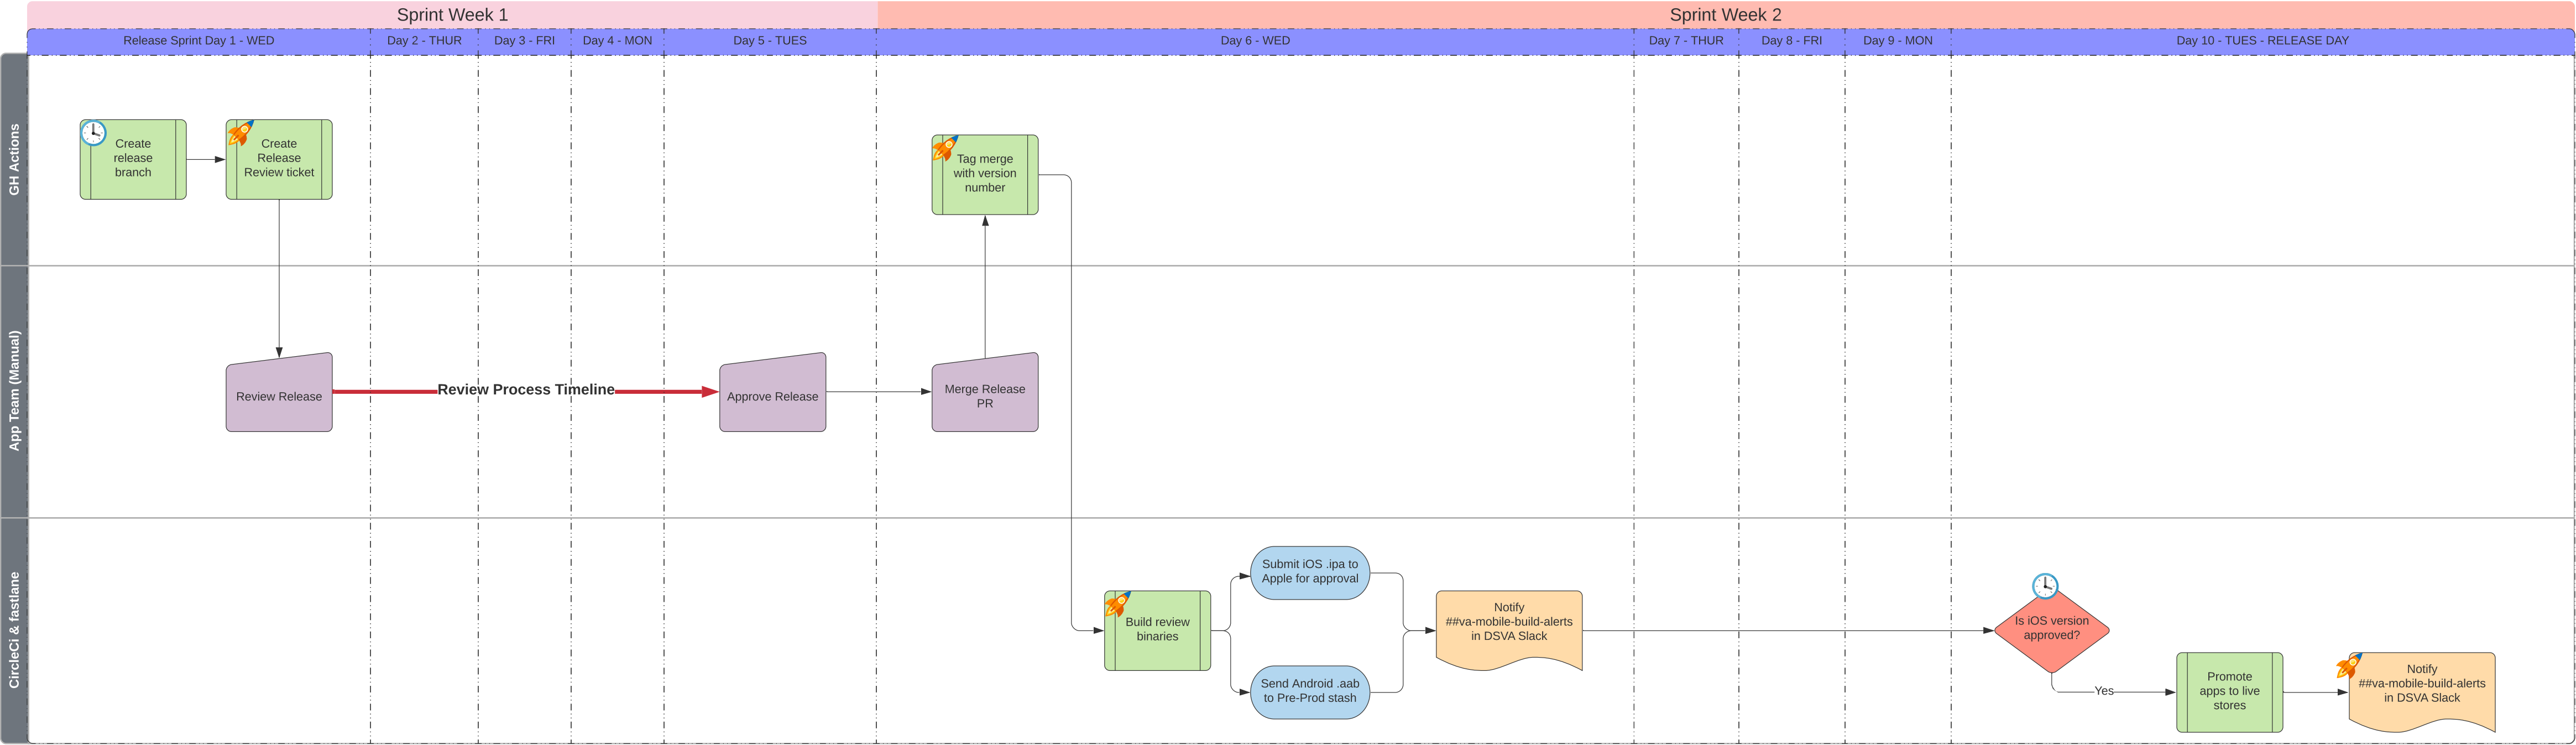 Sprint Week 1
Sprint Week 2
Release Sprint Day 1 - WED
Day 2 - THUR
Day 3 - FRI
Day 4 - MON
Day 5 - TUES
Day 6 - WED
Day 7 - THUR
Day 8 - FRI
Day 9 - MON
Day 10 - TUES - RELEASE DAY
GH Actions
Create
release
branch
Create
Release
Review ticket
Tag merge
with version
number
App Team (Manual)
Review Release
Review Process Timeline
Approve Release
Merge Release
PR
CircleCi & fastlane
Build review
binaries
Submit iOS .ipa to
Apple for approval
Send Android .aab
to Pre-Prod stash
Notify
##va-mobile-build-alerts
in DSVA Slack
Is iOS version
approved?
Yes
Promote
apps to live
stores
Notify
##va-mobile-build-alerts
in DSVA Slack